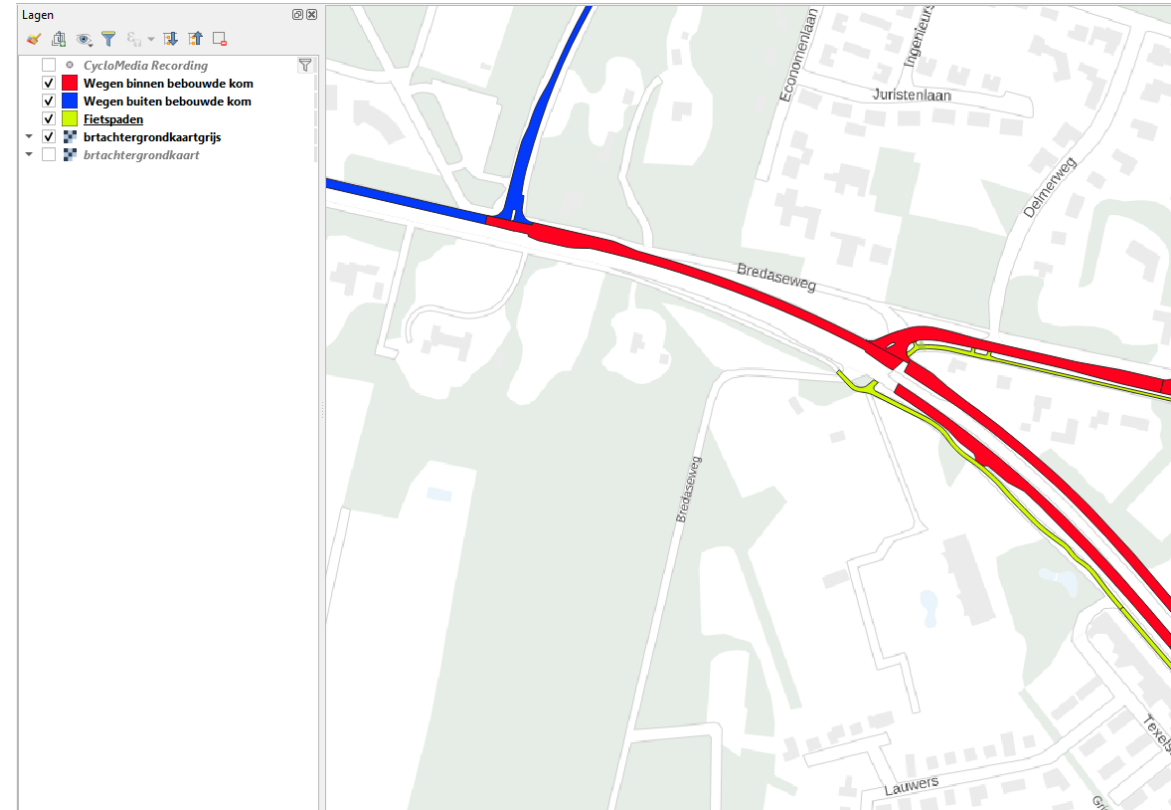 Lagen
CycloMedia Recording
Wegen binnen bebouwde kom
Wegen buiten bebouwde kom
Fietspaden
brtachtergrondkaartgrijs
brtachtergrondkaart
Economenlaan
Ingenieurs
Juristenlaan
Delmerweg
Bredaseweg
Bredaseweg
Texels
Lauwers
Gri